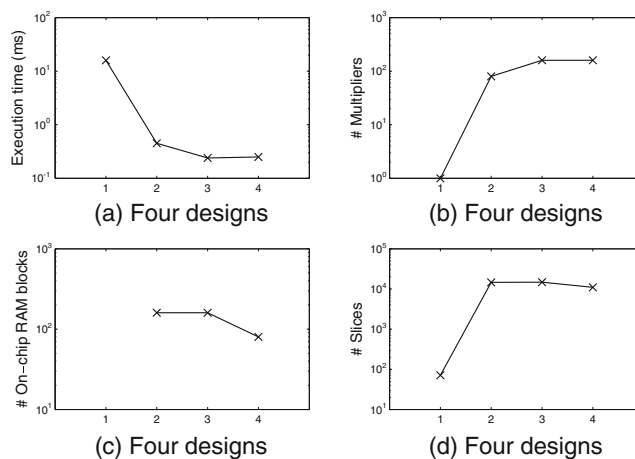 10^2
10^1
10^0
10^-1
Execution time (ms)
1 2 3 4
(a) Four designs
10^3
10^2
10^1
10^0
# Multipliers
1 2 3 4
(b) Four designs
10^3
10^2
10^1
# On-chip RAM blocks
1 2 3 4
(c) Four designs
10^5
10^4
10^3
10^2
10^1
# Slices
1 2 3 4
(d) Four designs